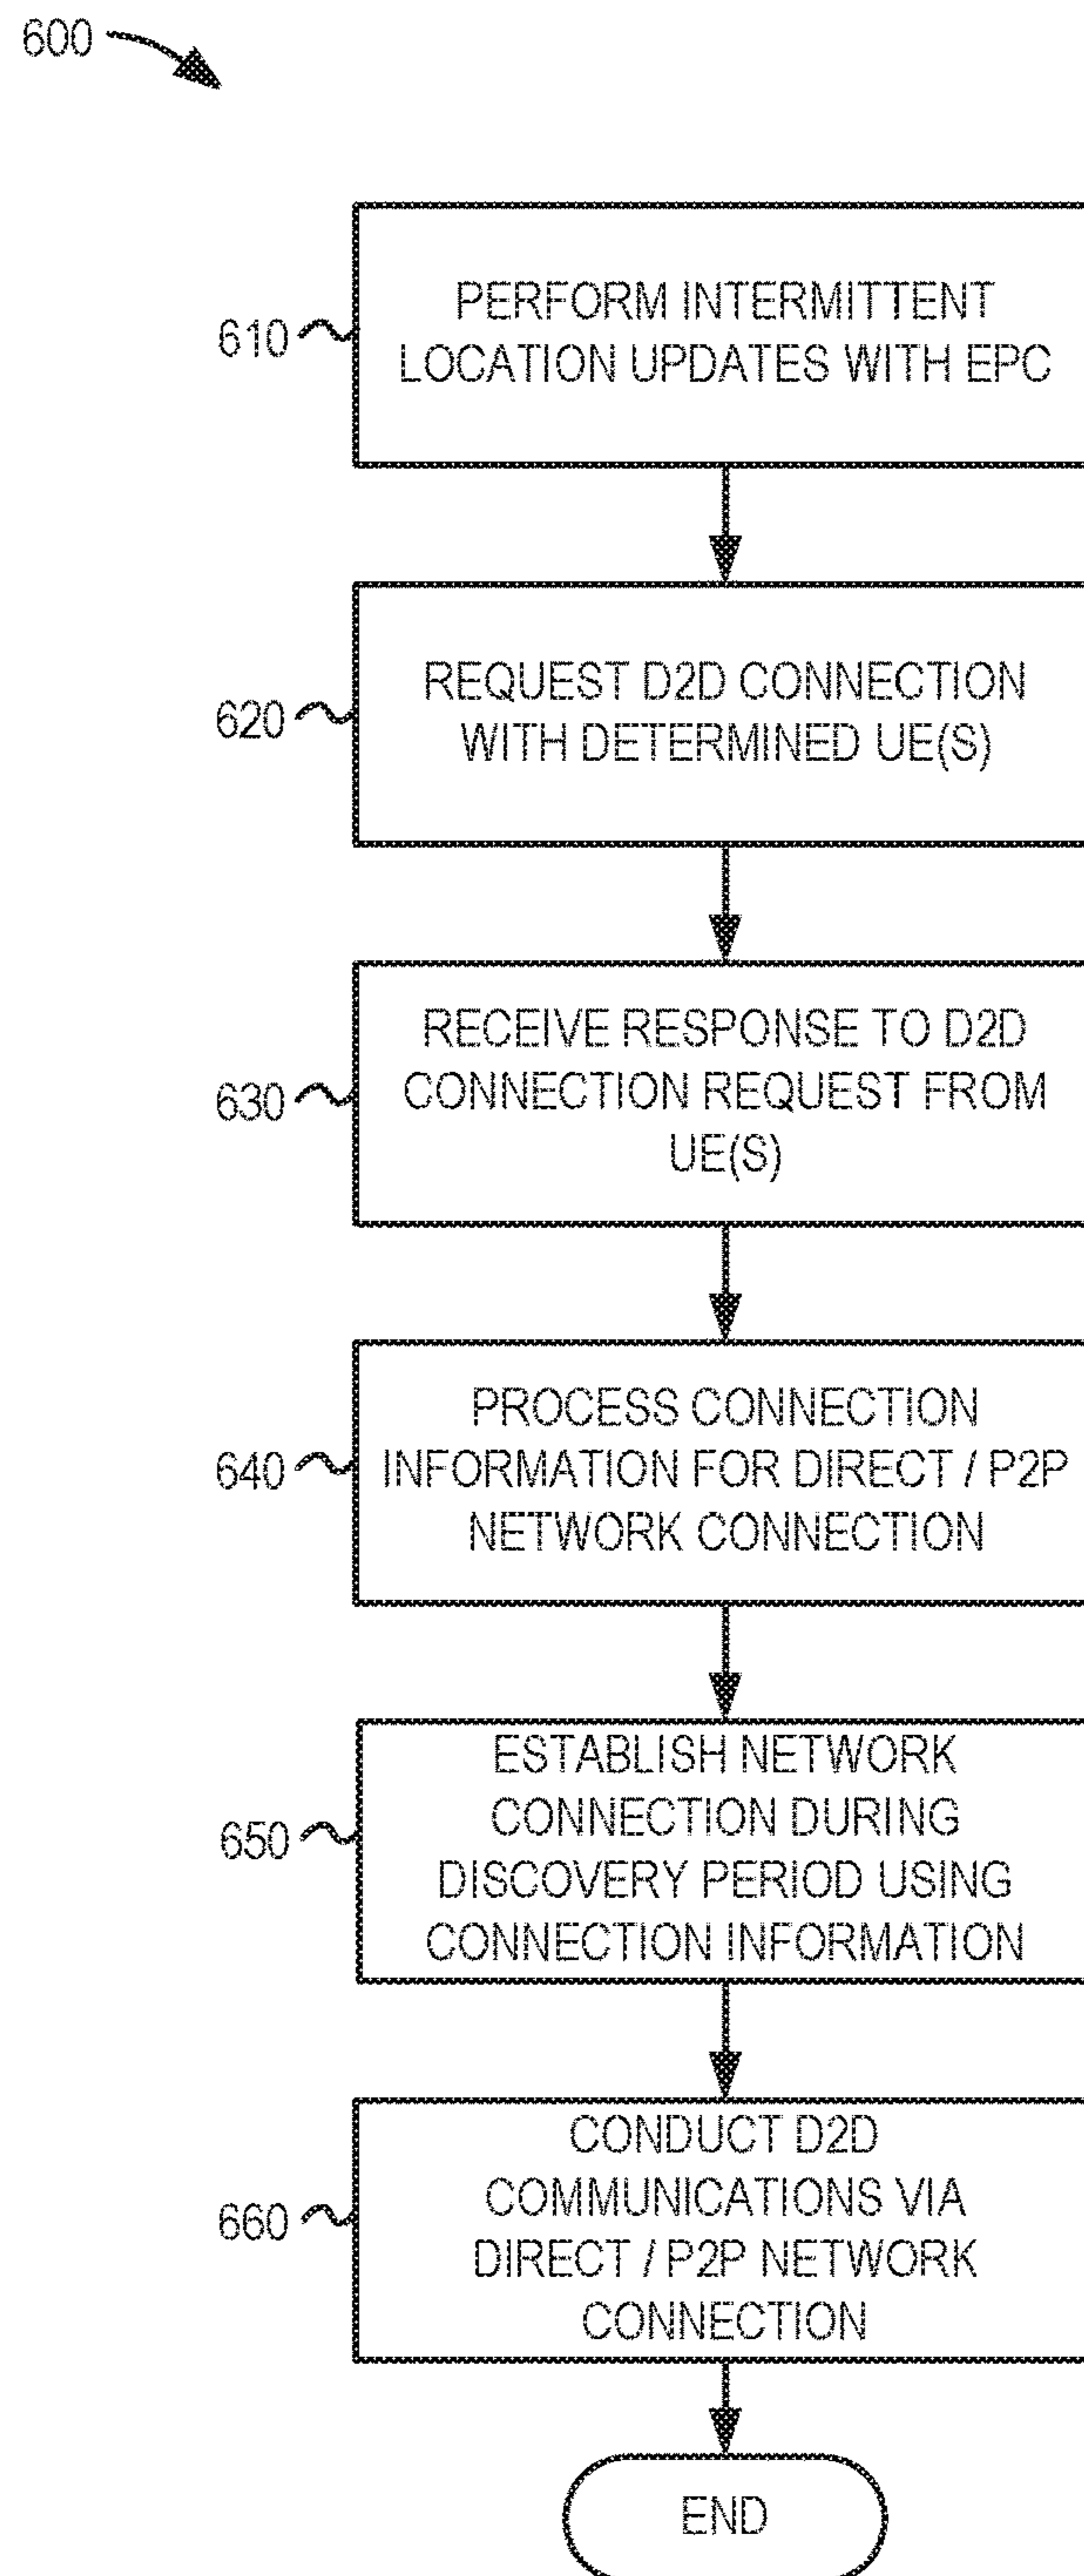 600
610
PERFORM INTERMITTENT
LOCATION UPDATES WITH EPC
620
REQUEST D2D CONNECTION
WITH DETERMINED UE(S)
630
RECEIVE RESPONSE TO D2D
CONNECTION REQUEST FROM
UE(S)
640
PROCESS CONNECTION
INFORMATION FOR DIRECT / P2P
NETWORK CONNECTION
650
ESTABLISH NETWORK
CONNECTION DURING
DISCOVERY PERIOD USING
CONNECTION INFORMATION
660
CONDUCT D2D
COMMUNICATIONS VIA
DIRECT / P2P NETWORK
CONNECTION
END